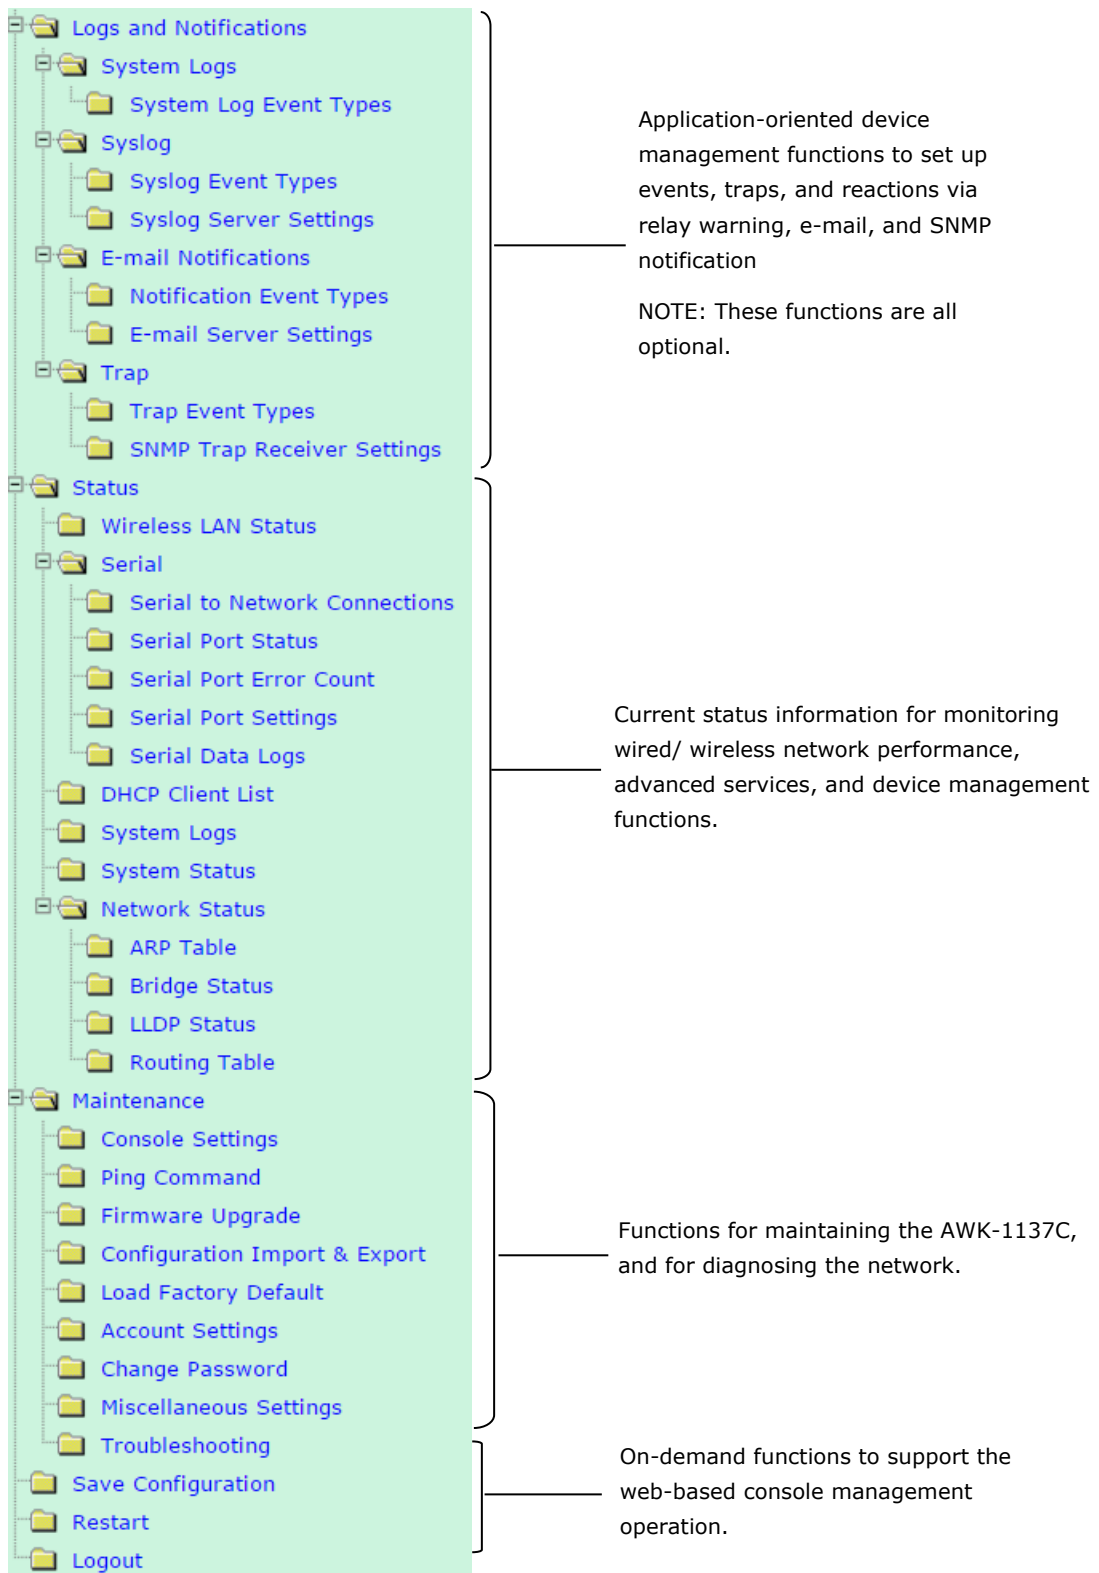 Logs and Notifications
System Logs
System Log Event Types
Syslog
Syslog Event Types
Syslog Server Settings
E-mail Notifications
Notification Event Types
E-mail Server Settings
Trap
Trap Event Types
SNMP Trap Receiver Settings
Application-oriented device
management functions to set up
events, traps, and reactions via
relay warning, e-mail, and SNMP
notification
NOTE: These functions are all
optional.
Status
Wireless LAN Status
Serial
Serial to Network Connections
Serial Port Status
Serial Port Error Count
Serial Port Settings
Serial Data Logs
DHCP Client List
System Logs
System Status
Network Status
ARP Table
Bridge Status
LLDP Status
Routing Table
Current status information for monitoring
wired/ wireless network performance,
advanced services, and device management
functions.
Maintenance
Console Settings
Ping Command
Firmware Upgrade
Configuration Import & Export
Load Factory Default
Account Settings
Change Password
Miscellaneous Settings
Troubleshooting
Functions for maintaining the AWK-1137C,
and for diagnosing the network.
Save Configuration
Restart
Logout
On-demand functions to support the
web-based console management
operation.